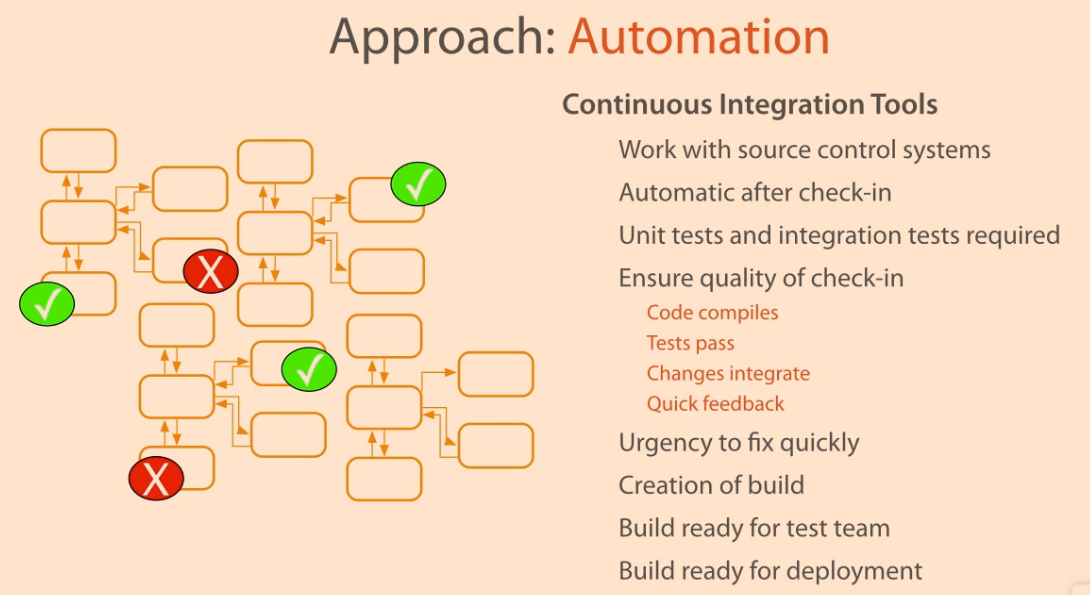 Approach: Automation
Continuous Integration Tools
Work with source control systems
Automatic after check-in
Unit tests and integration tests required
Ensure quality of check-in
Code compiles
Tests pass
Changes integrate
Quick feedback
Urgency to fix quickly
Creation of build
Build ready for test team
Build ready for deployment
X
X